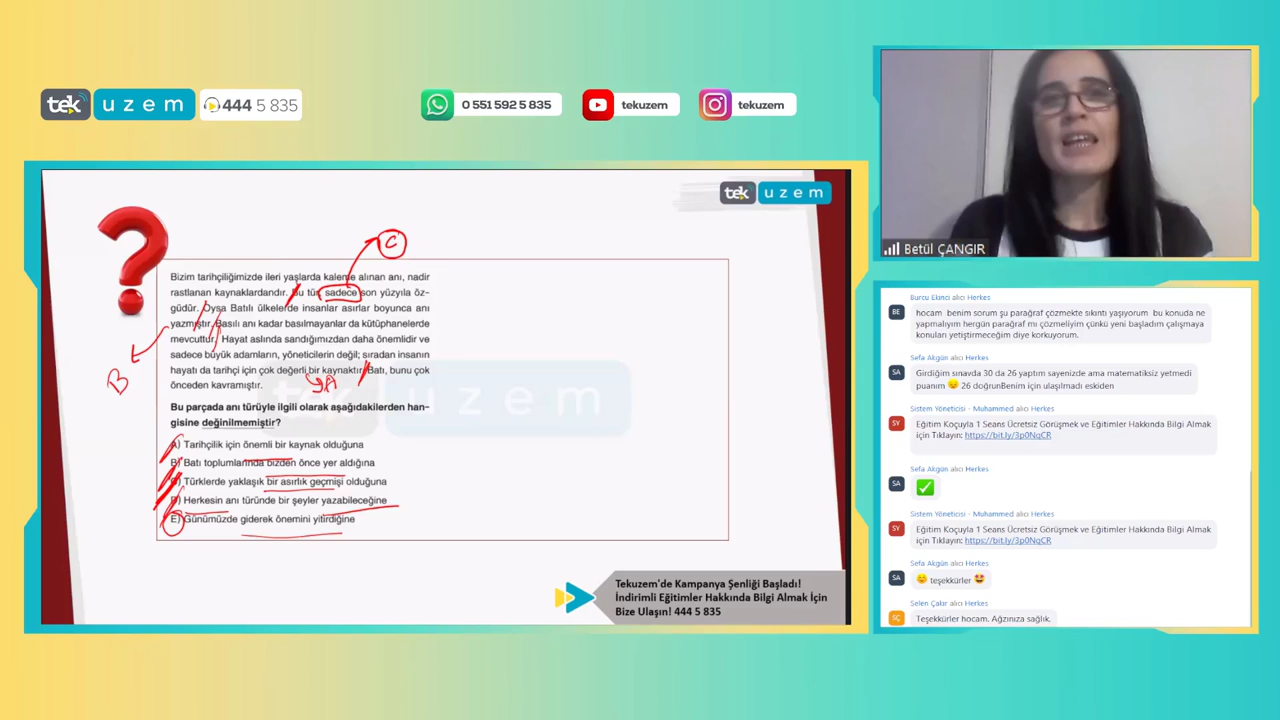 tek uzem 444 5 835
0 551 592 5 835
tekuzem
tekuzem
tek uzem
C
Bizim tarihçiliğimizde ileri yaşlarda kaleme alınan anı, nadir
rastlanan kaynaklardandır. Bu tür sadece son yüzyıla öz-
güdür. Oysa Batılı ülkelerde insanlar asırlar boyunca anı
yazmıştır. Basılı anı kadar basılmayanlar da kütüphanelerde
mevcuttur. Hayat aslında sandığımızdan daha önemlidir ve
sadece büyük adamların, yöneticilerin değil; sıradan insanın
hayatı da tarihçi için çok değerli bir kaynaktır. Batı, bunu çok
önceden kavramıştır.
B
A
tek uzem
Bu parçada anı türüyle ilgili olarak aşağıdakilerden han-
gisine değinilmemiştir?
A) Tarihçilik için önemli bir kaynak olduğuna
B) Batı toplumlarında bizden önce yer aldığına
C) Türklerde yaklaşık bir asırlık geçmişi olduğuna
D) Herkesin anı türünde bir şeyler yazabileceğine
E) Günümüzde giderek önemini yitirdiğine
Tekuzem'de Kampanya Şenliği Başladı!
İndirimli Eğitimler Hakkında Bilgi Almak İçin
Bize Ulaşın! 444 5 835
Betül ÇANGIR
Burcu Ekinci alıcı Herkes
BE
hocam benim sorum şu paragraf çözmekte sıkıntı yaşıyorum bu konuda ne
yapmalıyım hergün paragraf mı çözmeliyim çünkü yeni başladım çalışmaya
konuları yetiştirmeceğim diye korkuyorum.
Sefa Akgün alıcı Herkes
SA
Girdiğim sınavda 30 da 26 yaptım sayenizde ama matematiksiz yetmedi
puanım 😞 26 doğrunBenim için ulaşılmadı eskiden
Sistem Yöneticisi - Muhammed alıcı Herkes
SY
Eğitim Koçuyla 1 Seans Ücretsiz Görüşmek ve Eğitimler Hakkında Bilgi Almak
için Tıklayın: https://bit.ly/3p0NqCR
Sefa Akgün alıcı Herkes
SA
✅
Sistem Yöneticisi - Muhammed alıcı Herkes
SY
Eğitim Koçuyla 1 Seans Ücretsiz Görüşmek ve Eğitimler Hakkında Bilgi Almak
için Tıklayın: https://bit.ly/3p0NqCR
Sefa Akgün alıcı Herkes
SA
☺️ teşekkürler 🤩
Selen Çakır alıcı Herkes
SÇ
Teşekkürler hocam. Ağzınıza sağlık.